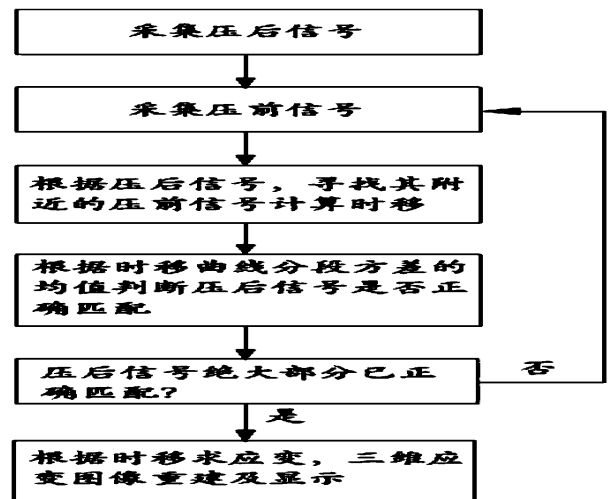 采集压后信号
采集压前信号
根据压后信号，寻找其附
近的压前信号计算时移
根据时移曲线分段方差的
均值判断压后信号是否正
确匹配
压后信号绝大部分已正
确匹配？
否
是
根据时移求应变，三维应
变图像重建及显示